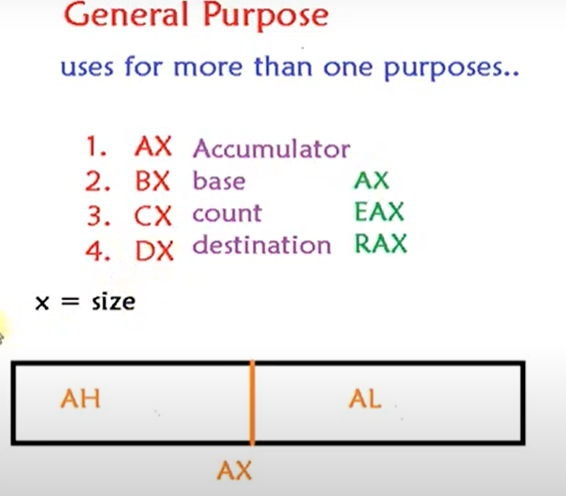 General Purpose
uses for more than one purposes..
1. AX Accumulator
2. BX base AX
3. CX count EAX
4. DX destination RAX
x = size
AH AL
AX